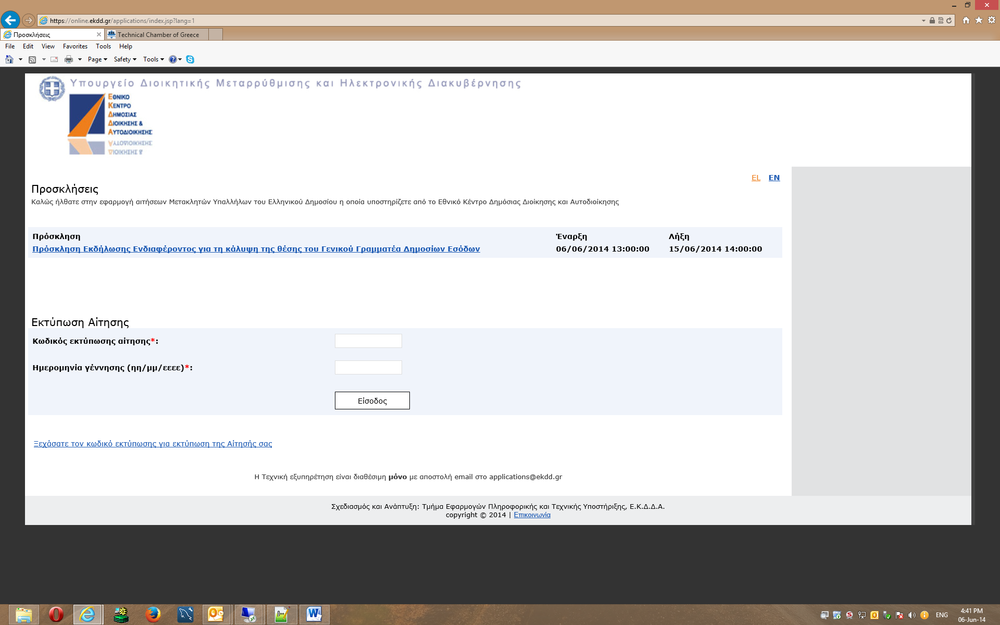 https://online.ekdd.gr/applications/index.jsp?lang=1
Προσκλήσεις
Technical Chamber of Greece
File Edit View Favorites Tools Help
Page Safety Tools
Υπουργείο Διοικητικής Μεταρρύθμισης και Ηλεκτρονικής Διακυβέρνησης
ΕΘΝΙΚΟ
ΚΕΝΤΡΟ
ΔΗΜΟΣΙΑΣ
ΔΙΟΙΚΗΣΗΣ &
ΑΥΤΟΔΙΟΙΚΗΣΗΣ
EL EN
Προσκλήσεις
Καλώς ήλθατε στην εφαρμογή αιτήσεων Μετακλητών Υπαλλήλων του Ελληνικού Δημοσίου η οποία υποστηρίζετε από το Εθνικό Κέντρο Δημόσιας Διοίκησης και Αυτοδιοίκησης
Πρόσκληση Έναρξη Λήξη
Πρόσκληση Εκδήλωσης Ενδιαφέροντος για τη κάλυψη της θέσης του Γενικού Γραμματέα Δημοσίων Εσόδων 06/06/2014 13:00:00 15/06/2014 14:00:00
Εκτύπωση Αίτησης
Κωδικός εκτύπωσης αίτησης*:
Ημερομηνία γέννησης (ηη/μμ/εεεε)*:
Είσοδος
Ξεχάσατε τον κωδικό εκτύπωσης για εκτύπωση της Αίτησής σας
Η Τεχνική εξυπηρέτηση είναι διαθέσιμη μόνο με αποστολή email στο applications@ekdd.gr
Σχεδιασμός και Ανάπτυξη: Τμήμα Εφαρμογών Πληροφορικής και Τεχνικής Υποστήριξης, Ε.Κ.Δ.Δ.Α.
copyright © 2014 | Επικοινωνία
ENG
4:41 PM
06-Jun-14